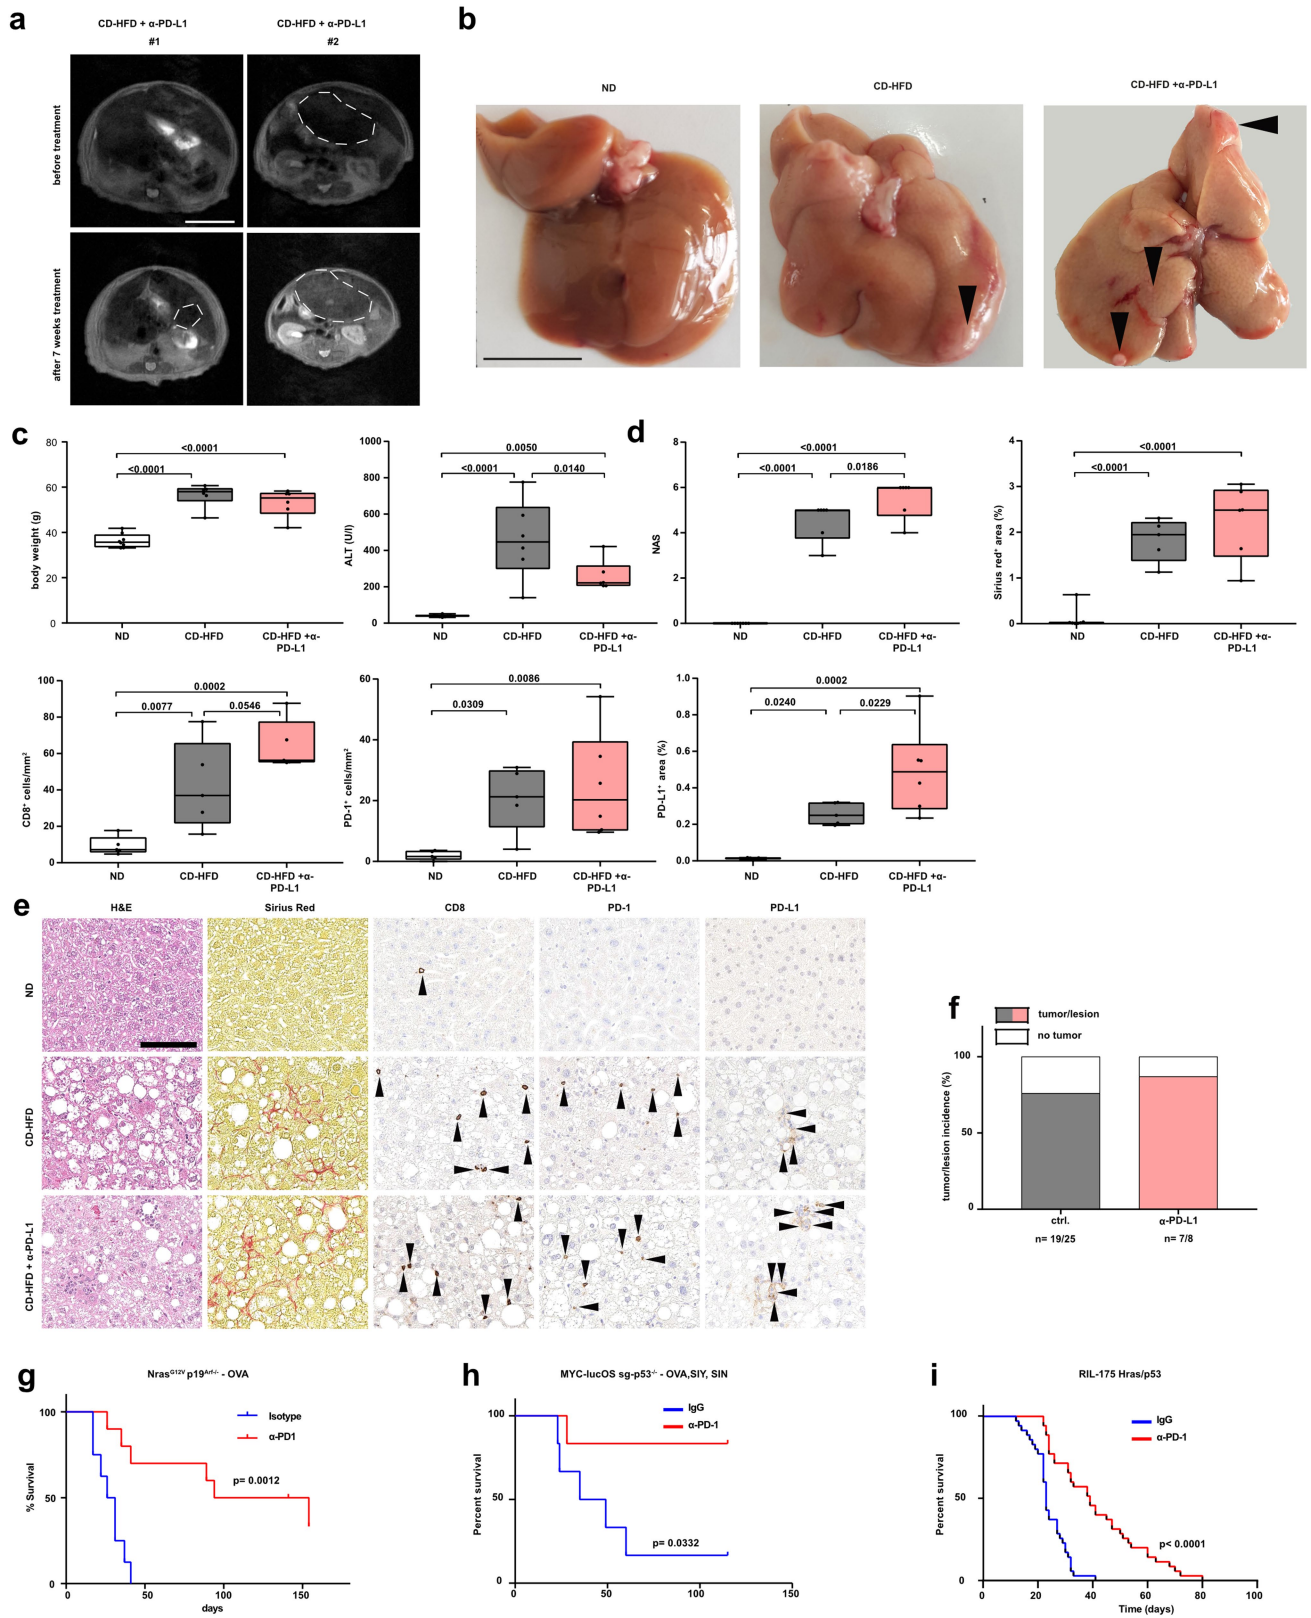 a
CD-HFD + α-PD-L1
#1
CD-HFD + α-PD-L1
#2
before treatment
after 7 weeks treatment
b
ND
CD-HFD
CD-HFD +α-PD-L1
c
body weight (g)
80
60
40
20
0
<0.0001
<0.0001
ND
CD-HFD
CD-HFD +α-
PD-L1
ALT (U/l)
1000
800
600
400
200
0
0.0050
<0.0001
0.0140
ND
CD-HFD
CD-HFD +α-
PD-L1
d
NAS
8
6
4
2
0
<0.0001
<0.0001
0.0186
ND
CD-HFD
CD-HFD +α-
PD-L1
Sirius red⁺ area (%)
4
3
2
1
0
<0.0001
<0.0001
ND
CD-HFD
CD-HFD +α-
PD-L1
CD8⁺ cells/mm²
100
80
60
40
20
0
0.0002
0.0077
0.0546
ND
CD-HFD
CD-HFD +α-
PD-L1
PD-1⁺ cells/mm²
60
40
20
0
0.0086
0.0309
ND
CD-HFD
CD-HFD +α-
PD-L1
PD-L1⁺ area (%)
1.0
0.8
0.6
0.4
0.2
0.0
0.0002
0.0240
0.0229
ND
CD-HFD
CD-HFD +α-
PD-L1
e
H&E
Sirius Red
CD8
PD-1
PD-L1
ND
CD-HFD
CD-HFD + α-PD-L1
f
tumor/lesion
no tumor
tumor/lesion incidence (%)
100
50
0
ctrl.
α-PD-L1
n= 19/25
n= 7/8
g
Nras^G12V p19^Arf-/- - OVA
% Survival
100
50
0
Isotype
α-PD1
p= 0.0012
0
50
100
150
days
h
MYC-lucOS sg-p53^-/- - OVA,SIY, SIN
Percent survival
100
50
0
IgG
α-PD-1
p= 0.0332
0
50
100
150
i
RIL-175 Hras/p53
Percent survival
100
50
0
IgG
α-PD-1
p< 0.0001
0
20
40
60
80
100
Time (days)